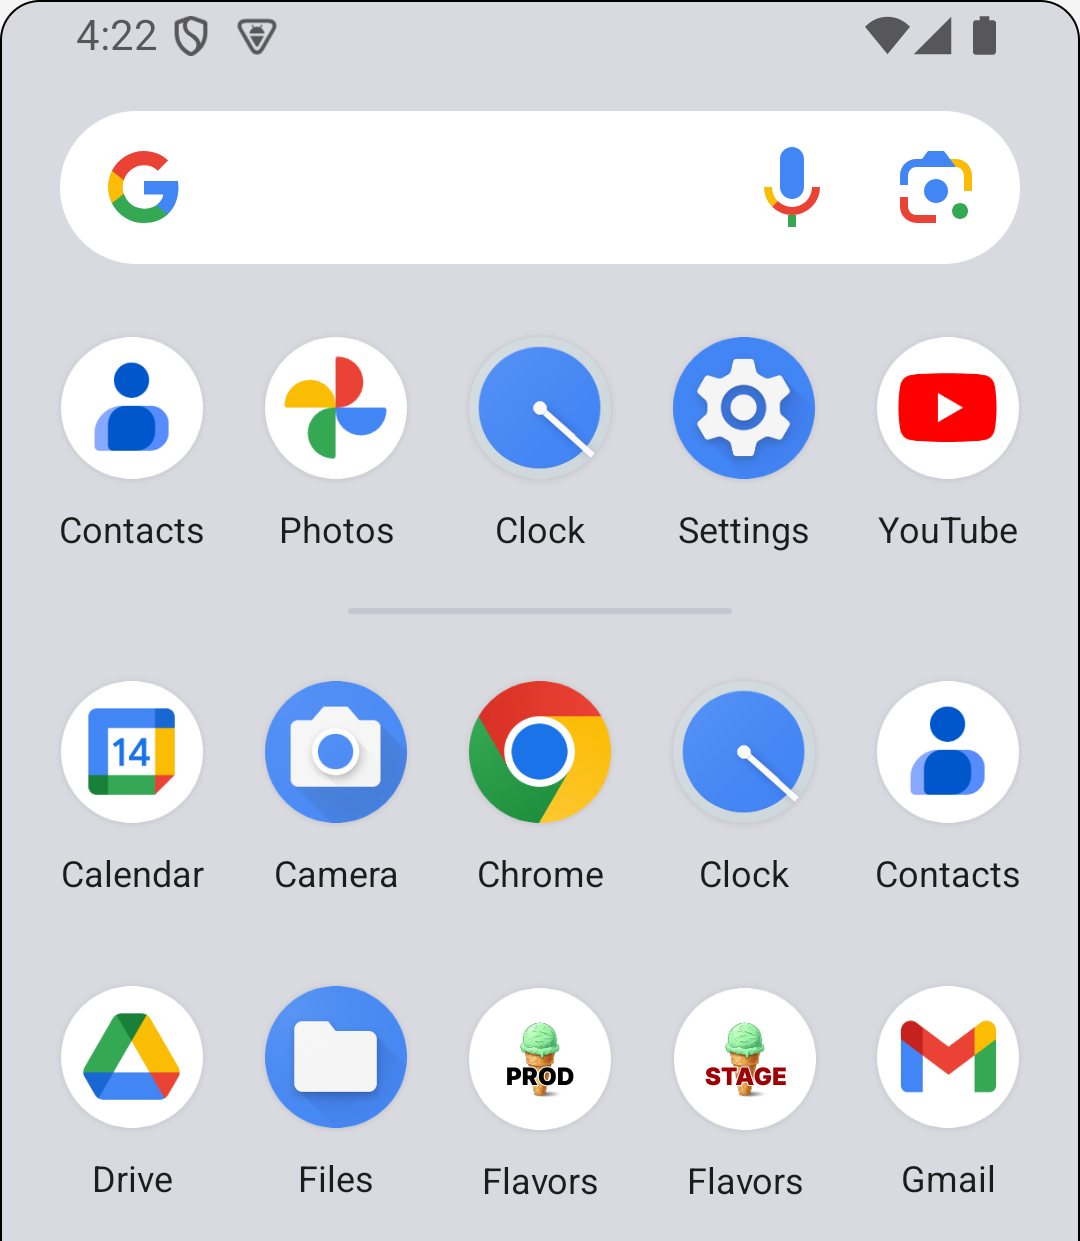 4:22
Contacts Photos Clock Settings YouTube
14
Calendar Camera Chrome Clock Contacts
PROD STAGE
Drive Files Flavors Flavors Gmail